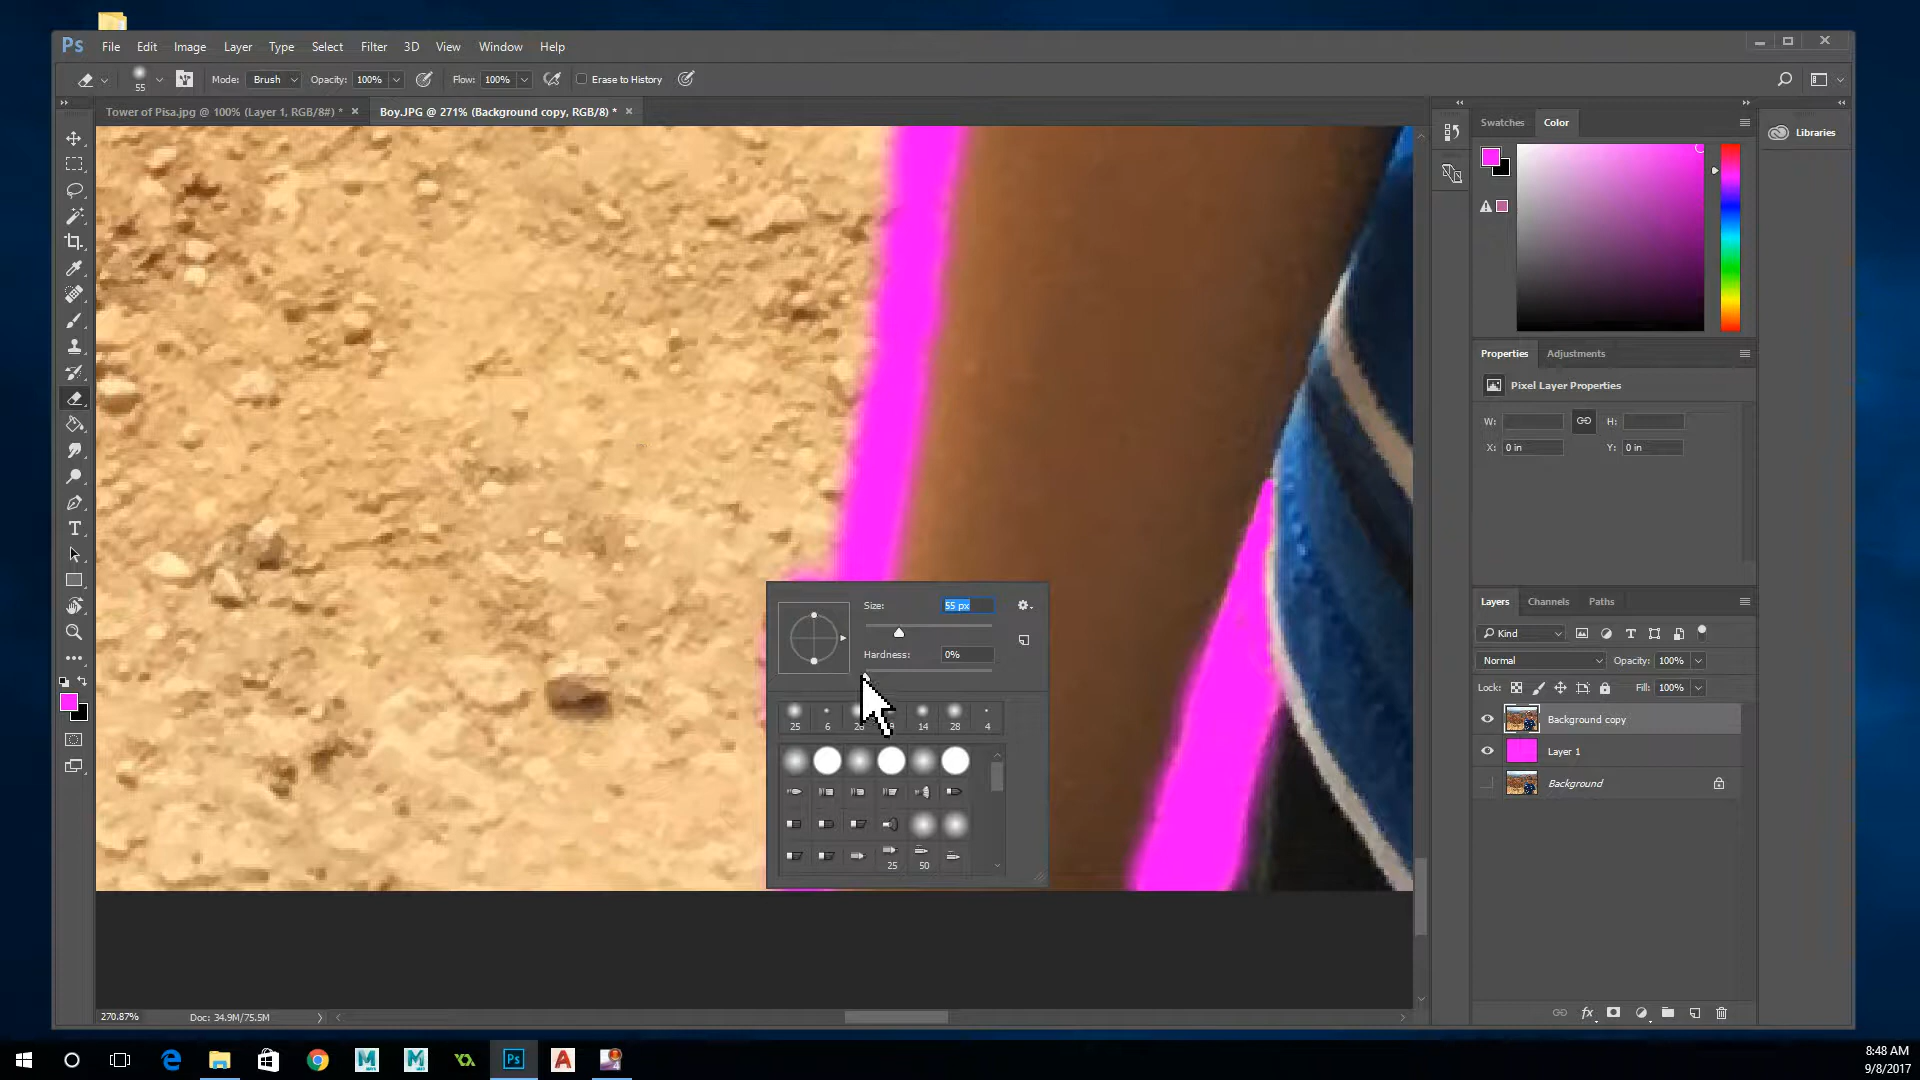 Ps File Edit Image Layer Type Select Filter 3D View Window Help
55 Mode: Brush Opacity: 100% Flow: 100% Erase to History
Tower of Pisa.jpg @ 100% (Layer 1, RGB/8#) * × Boy.JPG @ 271% (Background copy, RGB/8) * ×
Swatches Color
Libraries
Properties Adjustments
Pixel Layer Properties
W: H:
X: 0 in Y: 0 in
Size: 55 px
Hardness: 0%
25 6 14 28 4
25 50
Layers Channels Paths
Kind
Normal Opacity: 100%
Lock: Fill: 100%
Background copy
Layer 1
Background
270.87% Doc: 34.9M/75.5M
Ps
8:48 AM
9/8/2017